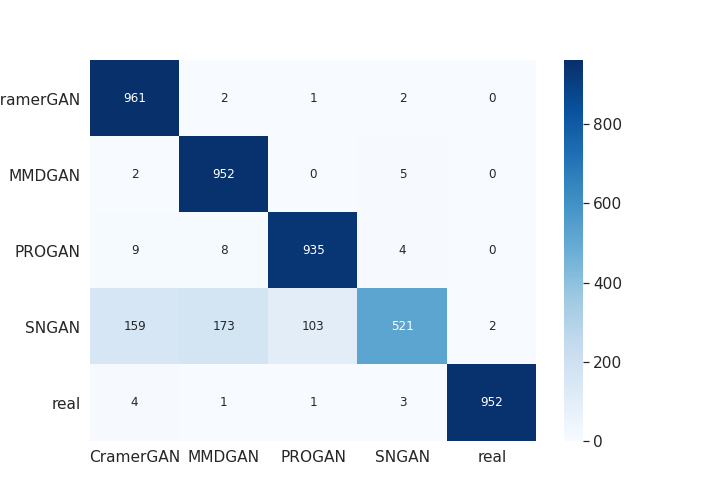 ramerGAN 961 2 1 2 0
MMDGAN 2 952 0 5 0
PROGAN 9 8 935 4 0
SNGAN 159 173 103 521 2
real 4 1 1 3 952
CramerGAN MMDGAN PROGAN SNGAN real
800
600
400
200
0